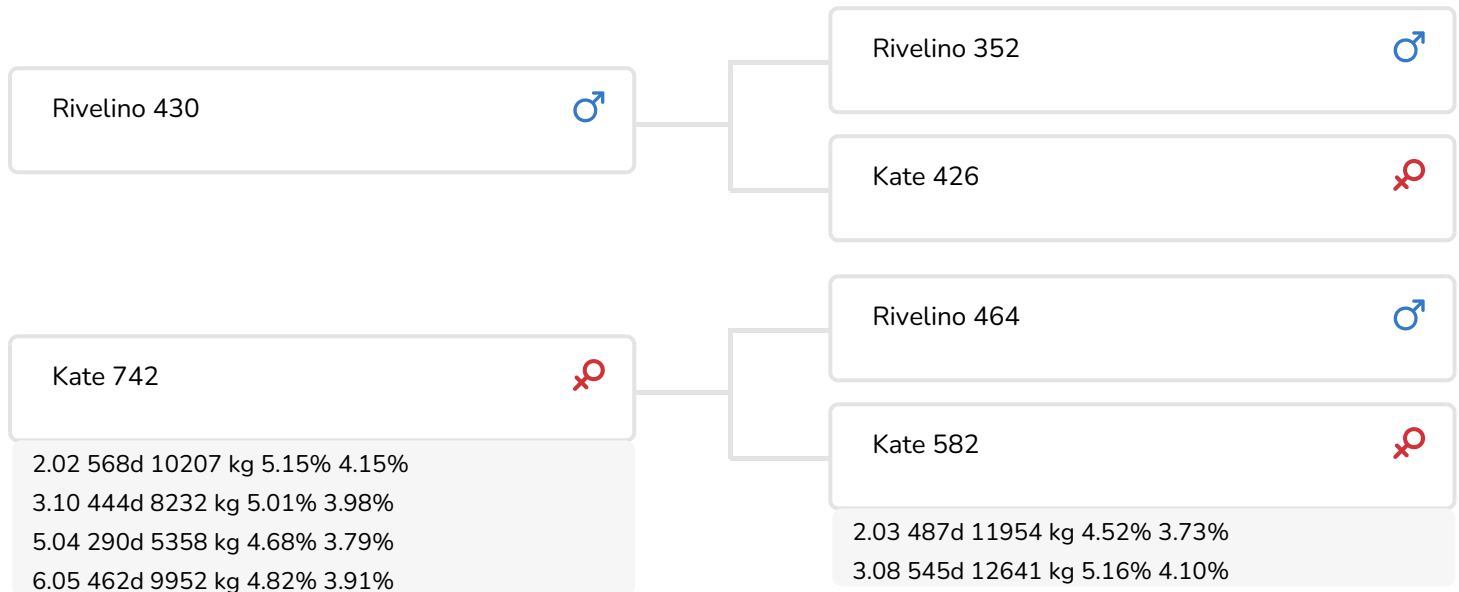 Rivelino 430
Rivelino 352
Kate 426
Kate 742
2.02 568d 10207 kg 5.15% 4.15%
3.10 444d 8232 kg 5.01% 3.98%
5.04 290d 5358 kg 4.68% 3.79%
6.05 462d 9952 kg 4.82% 3.91%
Rivelino 464
Kate 582
2.03 487d 11954 kg 4.52% 3.73%
3.08 545d 12641 kg 5.16% 4.10%